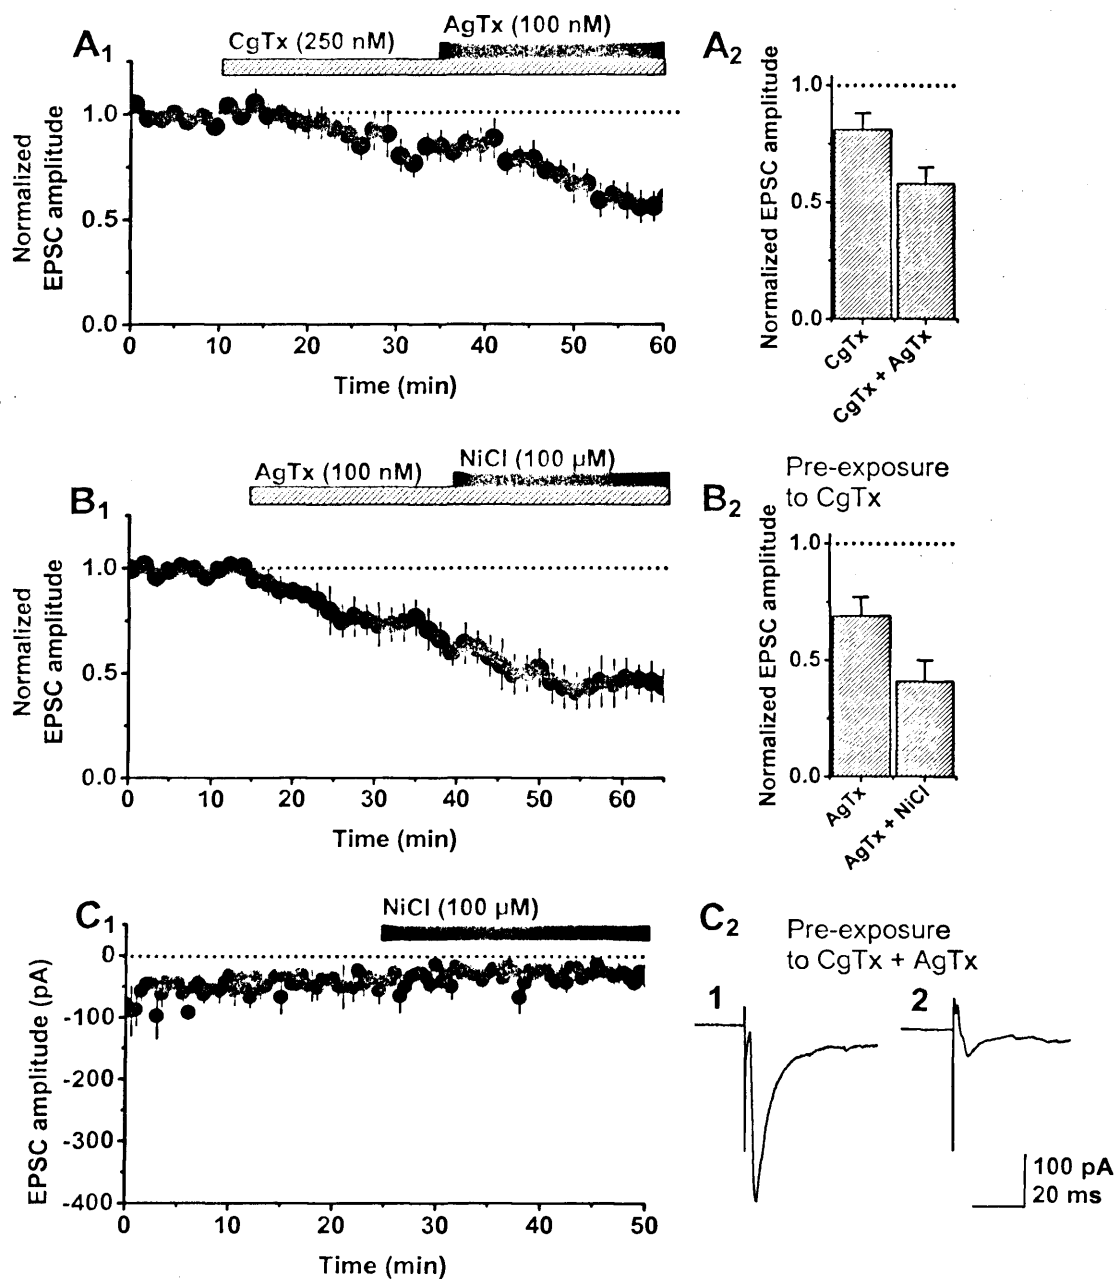 A1
CgTx (250 nM)
AgTx (100 nM)
1
1.0
0.5
0.0
Normalized
EPSC amplitude
0 10 20 30 40 50 60
Time (min)
A2
1.0
0.5
0.0
Normalized EPSC amplitude
CgTx
CgTx + AgTx
B1
AgTx (100 nM)
NiCl (100 µM)
1
1.0
0.5
0.0
Normalized
EPSC amplitude
0 10 20 30 40 50 60
Time (min)
B2
Pre-exposure
to CgTx
1.0
0.5
0.0
Normalized EPSC amplitude
AgTx
AgTx + NiCl
C1
NiCl (100 µM)
1
0
-100
-200
-300
-400
EPSC amplitude (pA)
0 10 20 30 40 50
Time (min)
C2
Pre-exposure
to CgTx + AgTx
1 2
100 pA
20 ms